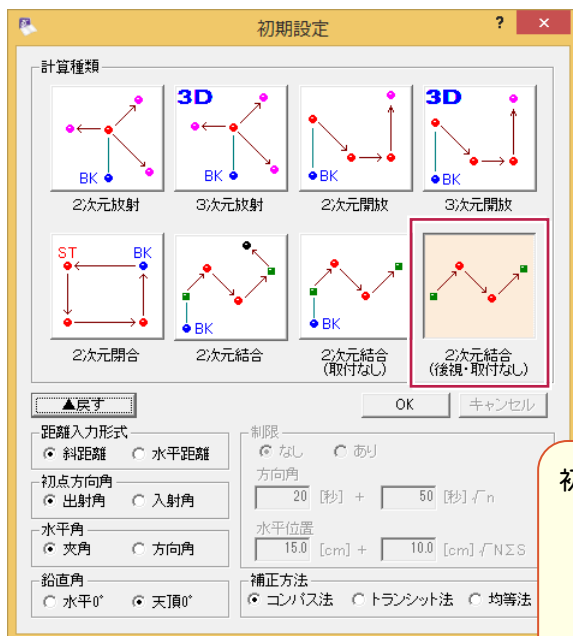 初期設定
? ×
計算種類
3D 3D
BK BK BK BK
2次元放射 3次元放射 2次元開放 3次元開放
ST BK
BK BK
2次元閉合 2次元結合 2次元結合 2次元結合
(取付なし) (後視・取付なし)
▲戻す OK キャンセル
距離入力形式 制限
斜距離 水平距離 なし あり
方向角
初点方向角 20 [秒] + 50 [秒]√n
出射角 入射角
水平位置
水平角 15.0 [cm] + 10.0 [cm]√NΣS
夾角 方向角
鉛直角 補正方法
水平0° 天頂0° コンパス法 トランシット法 均等法
初